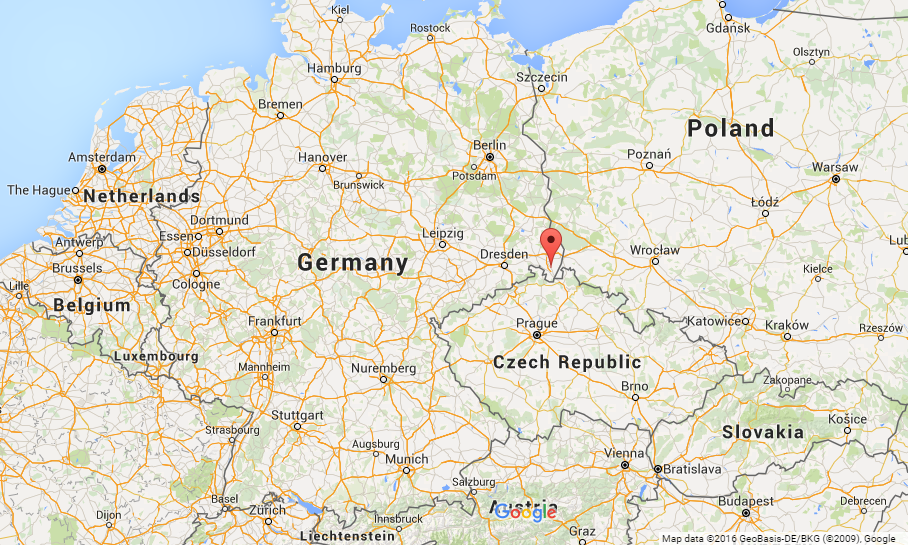 Kiel
Gdańsk
Rostock
Olsztyn
Hamburg
Szczecin
Bremen
Poland
Berlin
Amsterdam
Hanover
Poznań
Warsaw
Potsdam
Brunswick
The Hague
Netherlands
Łódź
Dortmund
Essen
Leipzig
Antwerp
Düsseldorf
Dresden
Wrocław
Lu
Germany
Brussels
Kielce
Lille
Cologne
Belgium
Frankfurt
Prague
Katowice
Kraków
Rzeszów
Luxembourg
Czech Republic
Mannheim
Nuremberg
Zakopane
Brno
Stuttgart
Košice
Strasbourg
Slovakia
Augsburg
Vienna
Munich
Bratislava
Salzburg
Basel
Budapest
Debrecen
Austria
Google
Zürich
Dijon
Innsbruck
Liechtenstein
Graz
Map data ©2016 GeoBasis-DE/BKG (©2009), Google